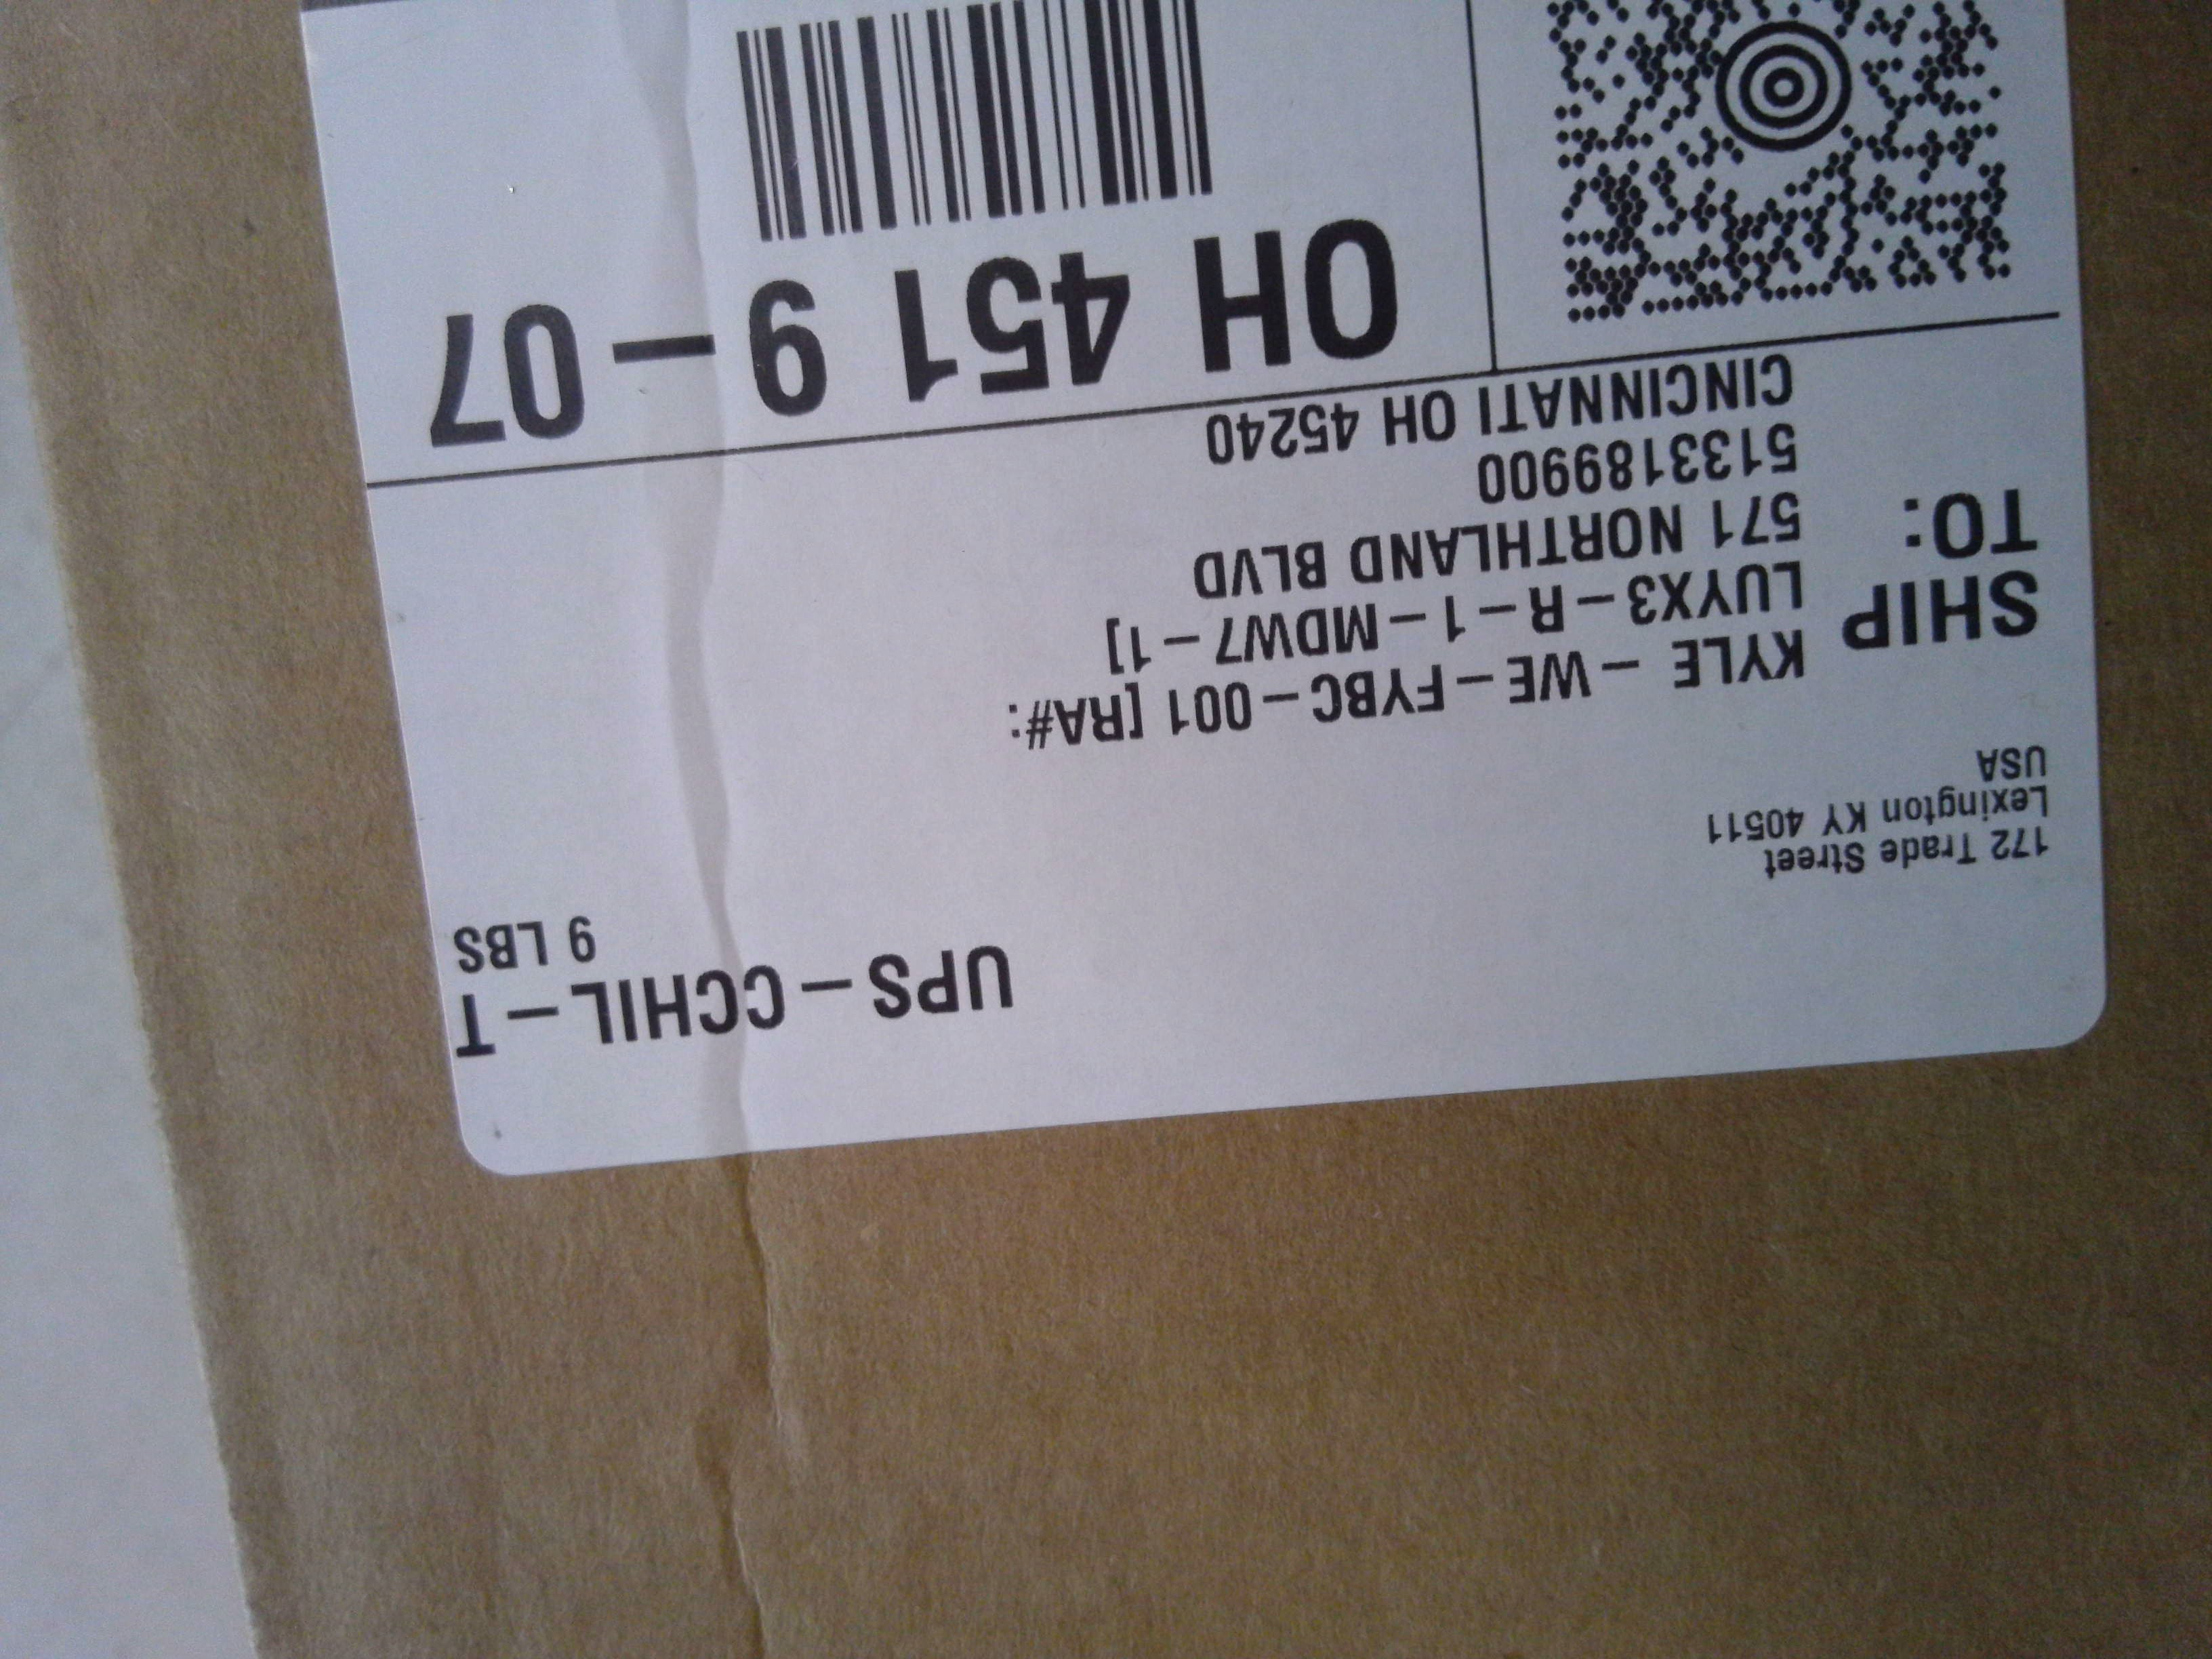 UPS-CCHIL-T
9 LBS
172 Trade Street
Lexington KY 40511
USA
SHIP
TO:
KYLE -WE-FYBC-001 [RA#:
LUYX3-R-1-MDW7-1]
571 NORTHLAND BLVD
5133189900
CINCINNATI OH 45240
OH 451 9-07